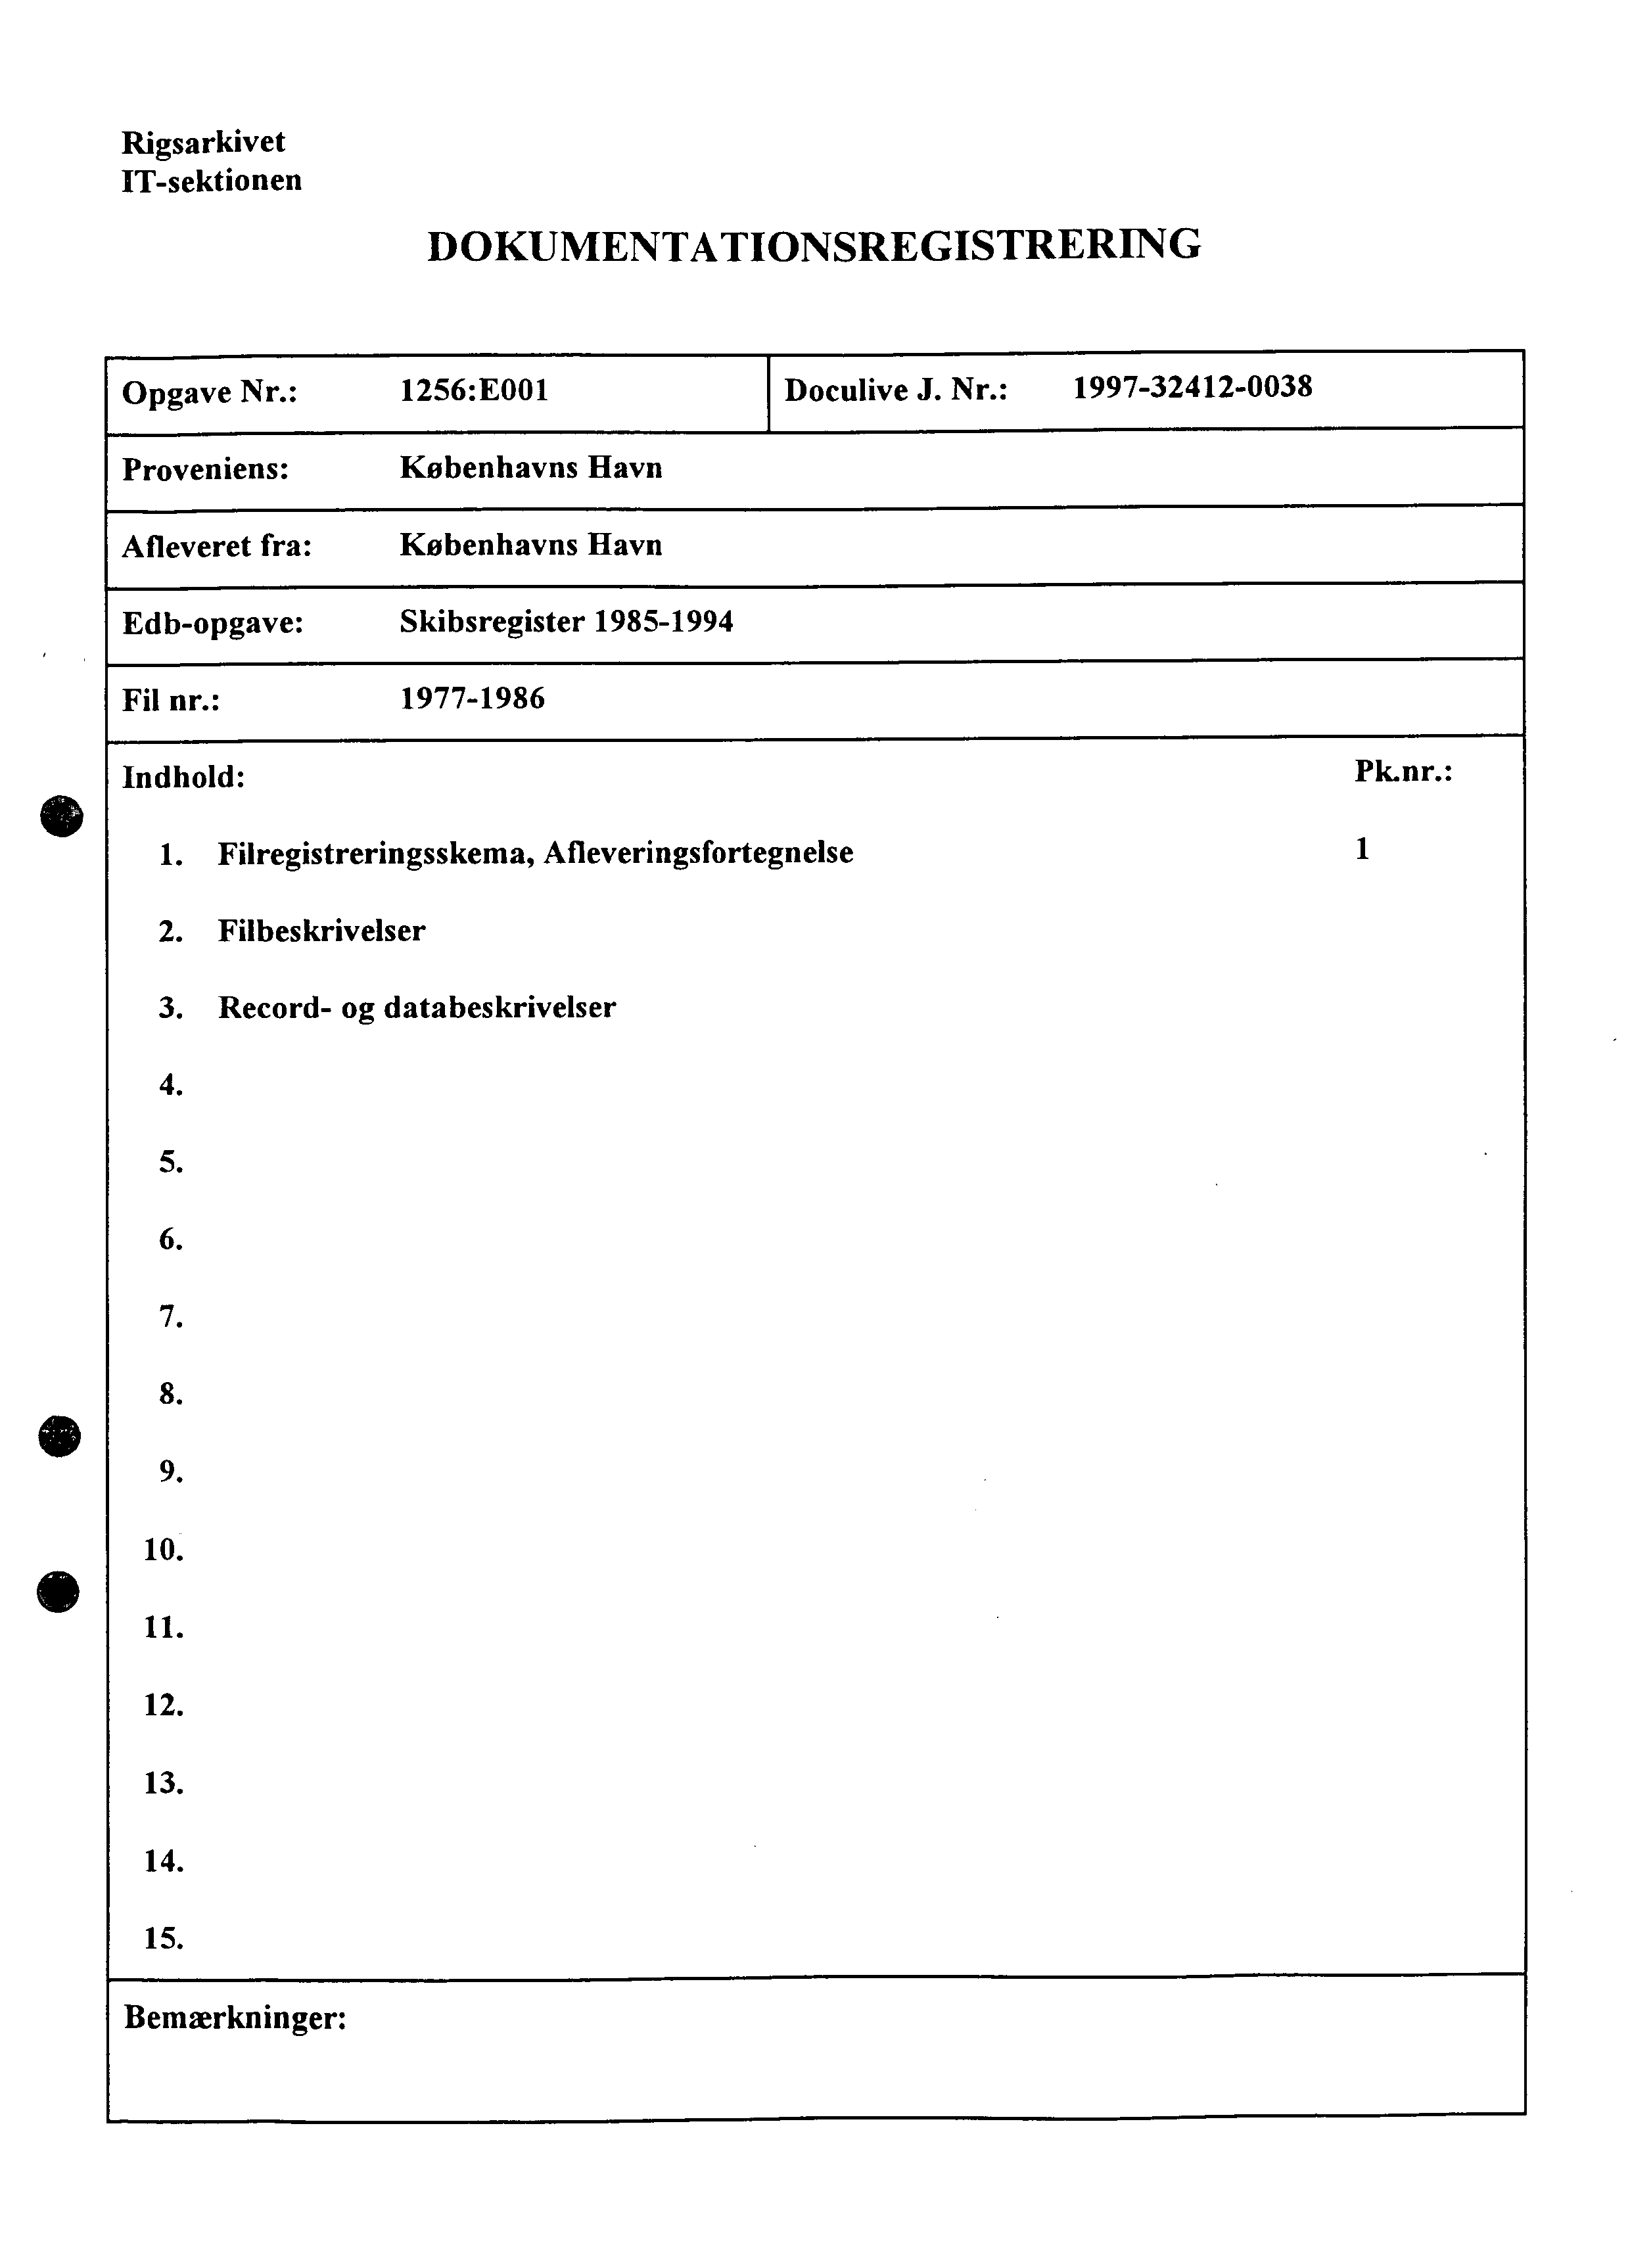 Rigsarkivet
IT-sektionen
DOKUMENTATIONSREGISTRERING
Opgave Nr.: 1256:E001 Doculive J. Nr.: 1997-32412-0038
Proveniens: Københavns Havn
Afleveret fra: Københavns Havn
Edb-opgave: Skibsregister 1985-1994
Fil nr.: 1977-1986
Indhold: Pk.nr.:
1. Filregistreringsskema, Afleveringsfortegnelse 1
2. Filbeskrivelser
3. Record- og databeskrivelser
4.
5.
6.
7.
8.
9.
10.
11.
12.
13.
14.
15.
Bemærkninger: